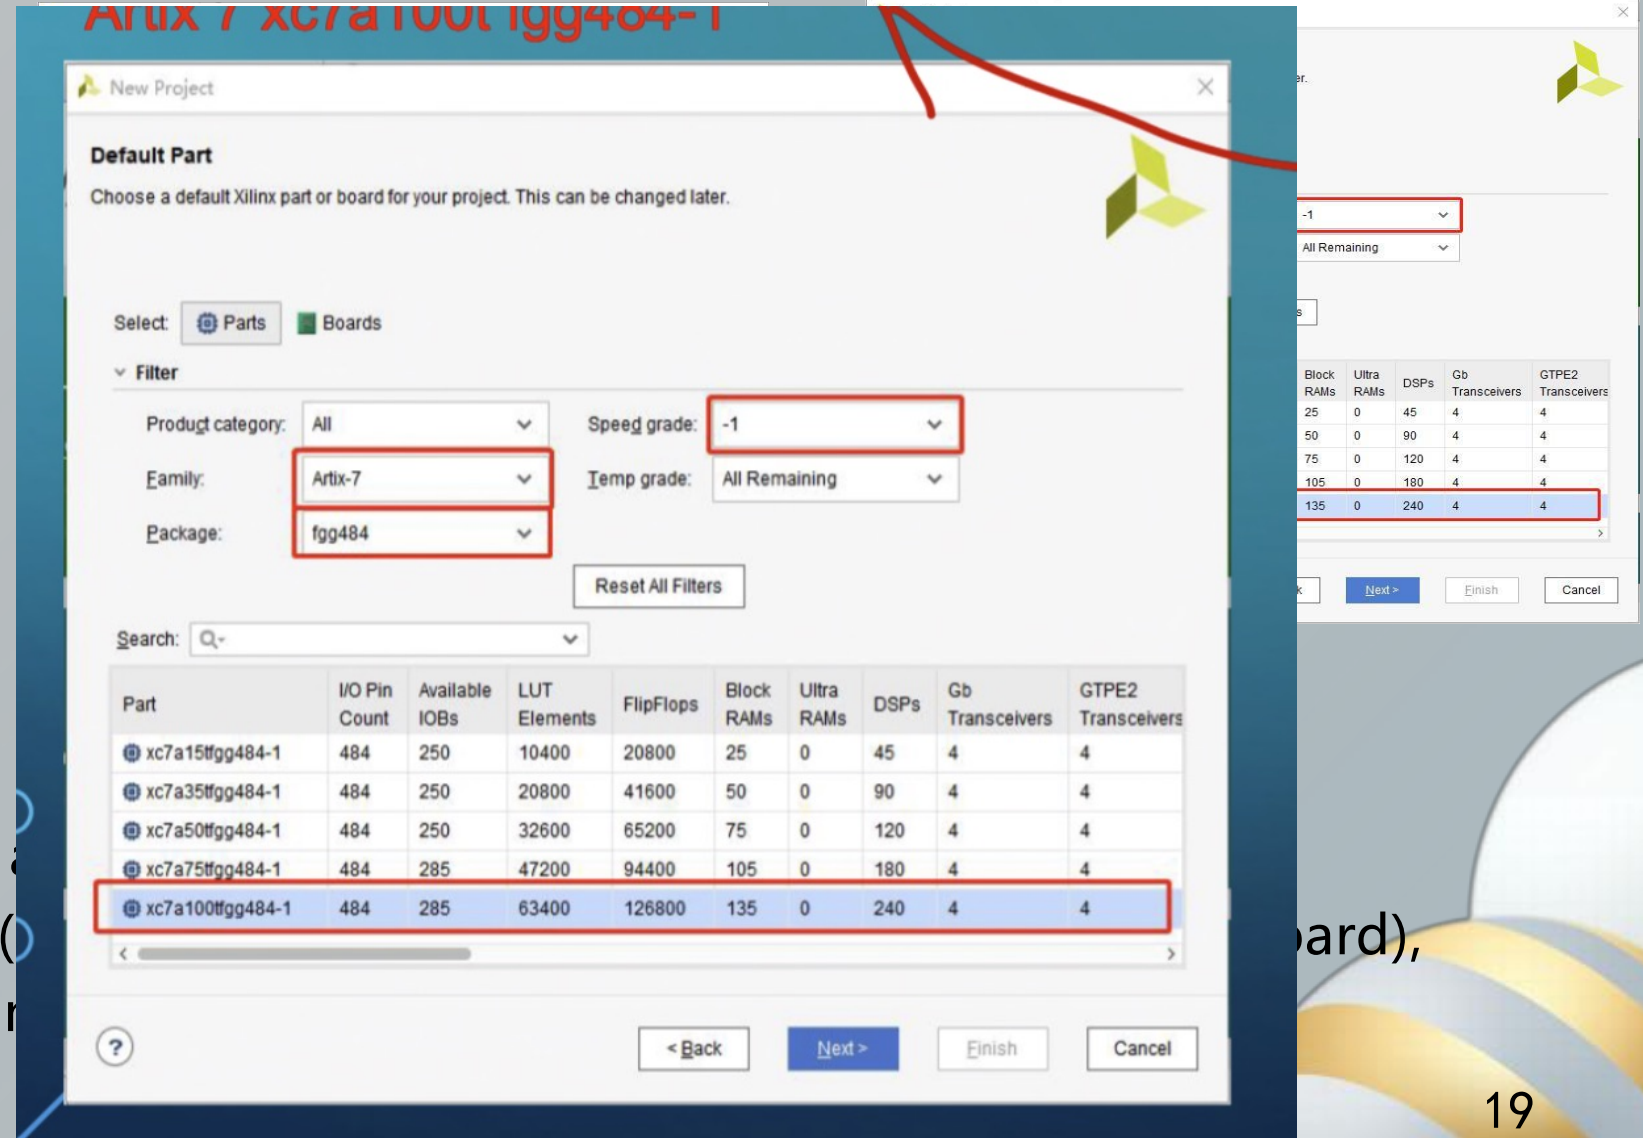 Artix 7 xc7a100t fgg484-1
New Project
Default Part
Choose a default Xilinx part or board for your project. This can be changed later.
Select: Parts Boards
Filter
Product category: All Speed grade: -1
Family: Artix-7 Temp grade: All Remaining
Package: fgg484
Reset All Filters
Search:
Part I/O Pin Count Available IOBs LUT Elements FlipFlops Block RAMs Ultra RAMs DSPs Gb Transceivers GTPE2 Transceivers
xc7a15tfgg484-1 484 250 10400 20800 25 0 45 4 4
xc7a35tfgg484-1 484 250 20800 41600 50 0 90 4 4
xc7a50tfgg484-1 484 250 32600 65200 75 0 120 4 4
xc7a75tfgg484-1 484 285 47200 94400 105 0 180 4 4
xc7a100tfgg484-1 484 285 63400 126800 135 0 240 4 4
? < Back Next > Finish Cancel
-1
All Remaining
Block RAMs Ultra RAMs DSPs Gb Transceivers GTPE2 Transceivers
25 0 45 4 4
50 0 90 4 4
75 0 120 4 4
105 0 180 4 4
135 0 240 4 4
Next > Finish Cancel
ard),
19